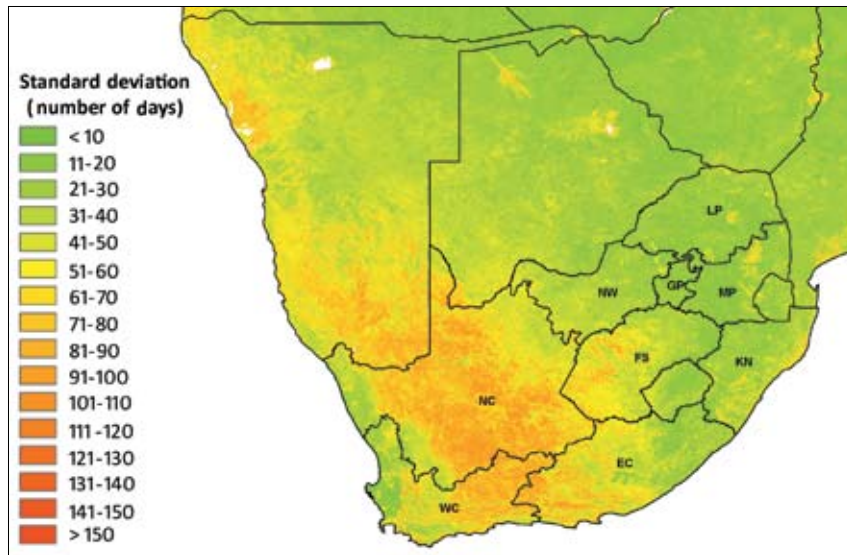 Standard deviation
(number of days)
< 10
11-20
21-30
31-40
41-50
51-60
61-70
71-80
81-90
91-100
101-110
111-120
121-130
131-140
141-150
> 150
LP
NW
GP
MP
FS
KN
NC
EC
WC